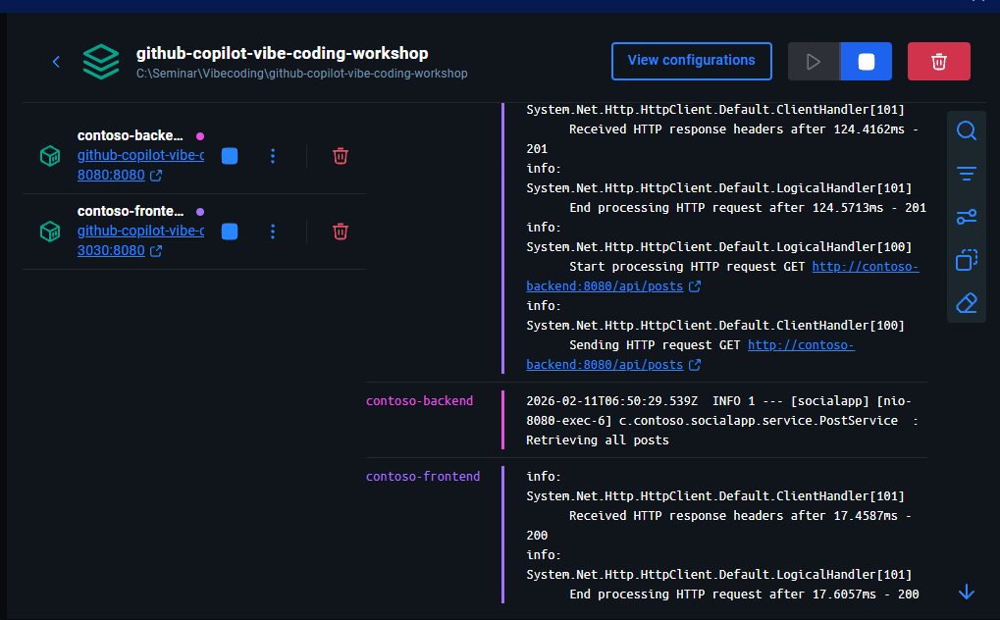 github-copilot-vibe-coding-workshop
C:\Seminar\Vibecoding\github-copilot-vibe-coding-workshop
View configurations
contoso-backe...
github-copilot-vibe-c
8080:8080
contoso-fronte...
github-copilot-vibe-c
3030:8080
System.Net.Http.HttpClient.Default.ClientHandler[101]
Received HTTP response headers after 124.4162ms -
201
info:
System.Net.Http.HttpClient.Default.LogicalHandler[101]
End processing HTTP request after 124.5713ms - 201
info:
System.Net.Http.HttpClient.Default.LogicalHandler[100]
Start processing HTTP request GET http://contoso-
backend:8080/api/posts
info:
System.Net.Http.HttpClient.Default.ClientHandler[100]
Sending HTTP request GET http://contoso-
backend:8080/api/posts
contoso-backend
2026-02-11T06:50:29.539Z  INFO 1 --- [socialapp] [nio-
8080-exec-6] c.contoso.socialapp.service.PostService  :
Retrieving all posts
contoso-frontend
info:
System.Net.Http.HttpClient.Default.ClientHandler[101]
Received HTTP response headers after 17.4587ms -
200
info:
System.Net.Http.HttpClient.Default.LogicalHandler[101]
End processing HTTP request after 17.6057ms - 200